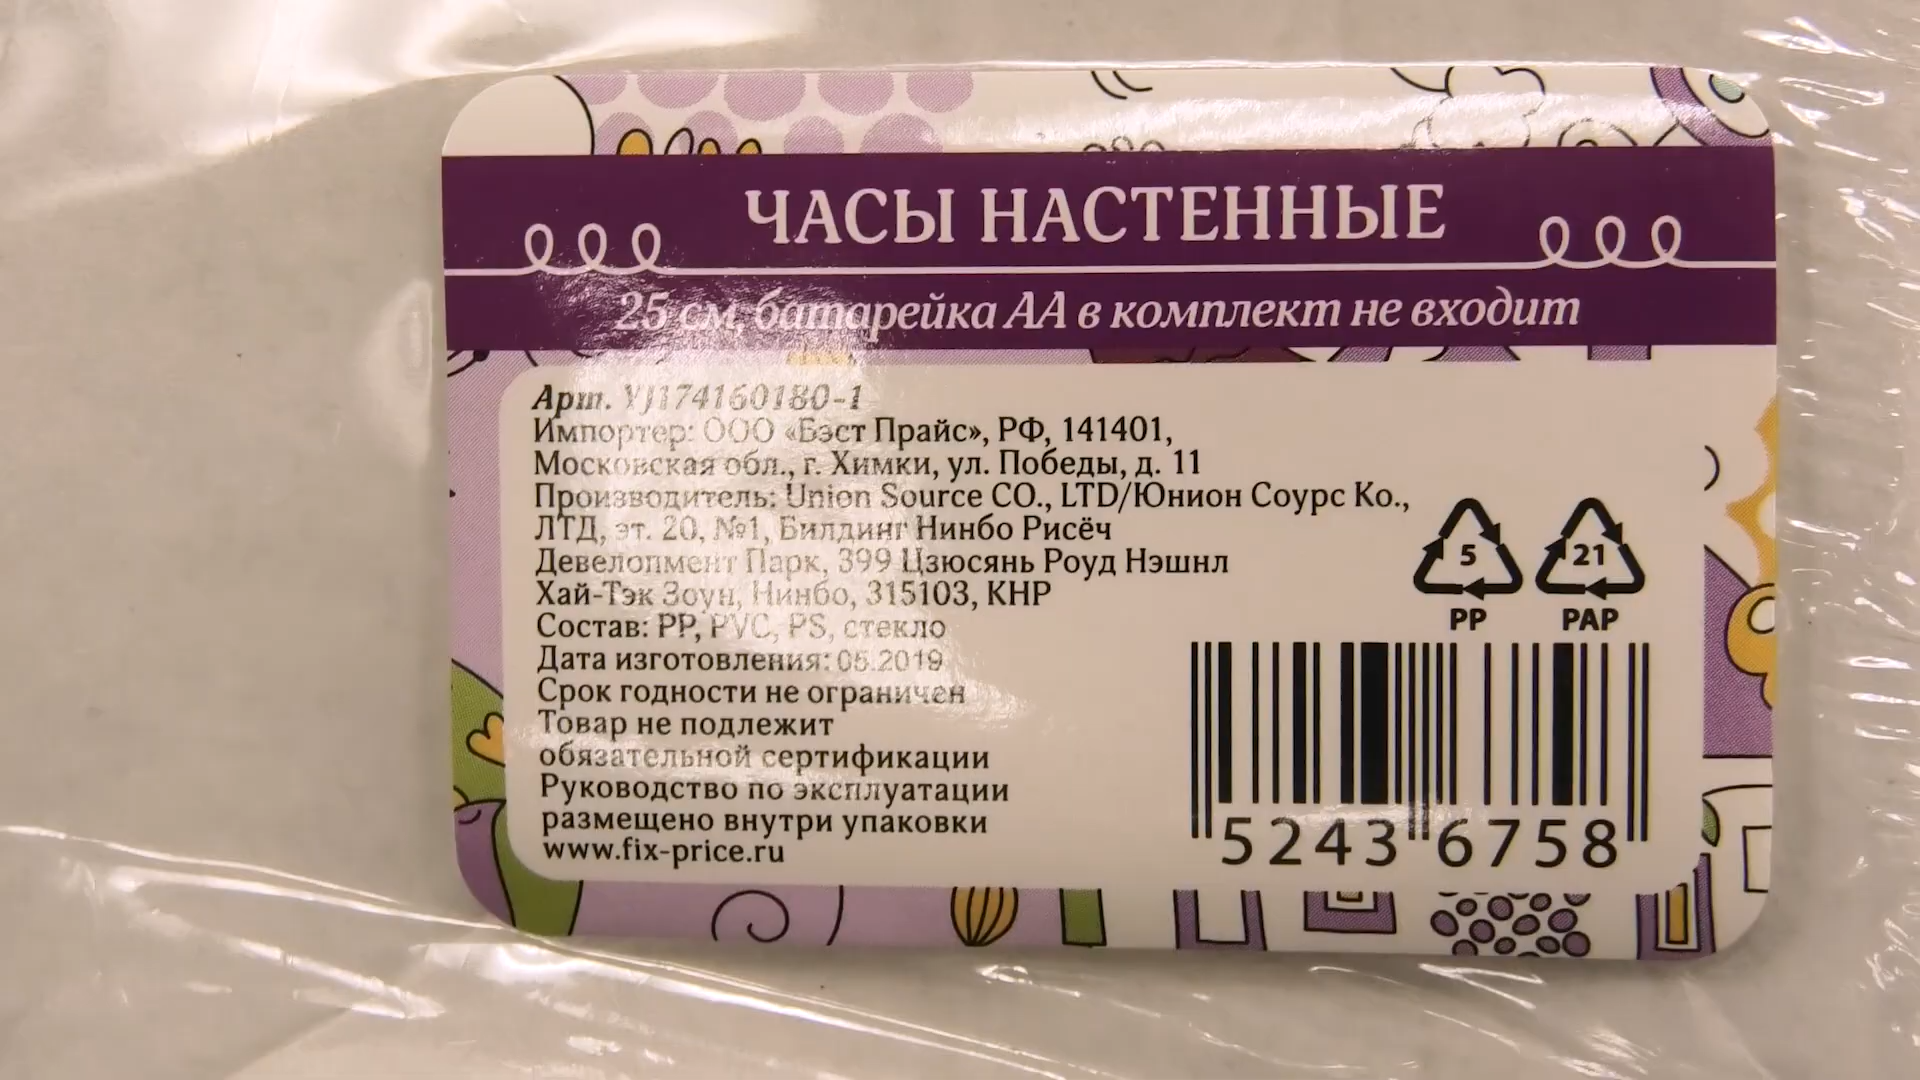 ЧАСЫ НАСТЕННЫЕ
25 см, батарейка АА в комплект не входит
Арт. YJ174160180-1
Импортер: ООО «Бэст Прайс», РФ, 141401,
Московская обл., г. Химки, ул. Победы, д. 11
Производитель: Union Source CO., LTD/Юнион Соурс Ко.,
ЛТД, эт. 20, №1, Билдинг Нинбо Рисёч
Девелопмент Парк, 399 Цзюсянь Роуд Нэшнл
Хай-Тэк Зоун, Нинбо, 315103, КНР
Состав: PP, PVC, PS, стекло
Дата изготовления: 05.2019
Срок годности не ограничен
Товар не подлежит
обязательной сертификации
Руководство по эксплуатации
размещено внутри упаковки
www.fix-price.ru
5 21
PP PAP
5243 6758